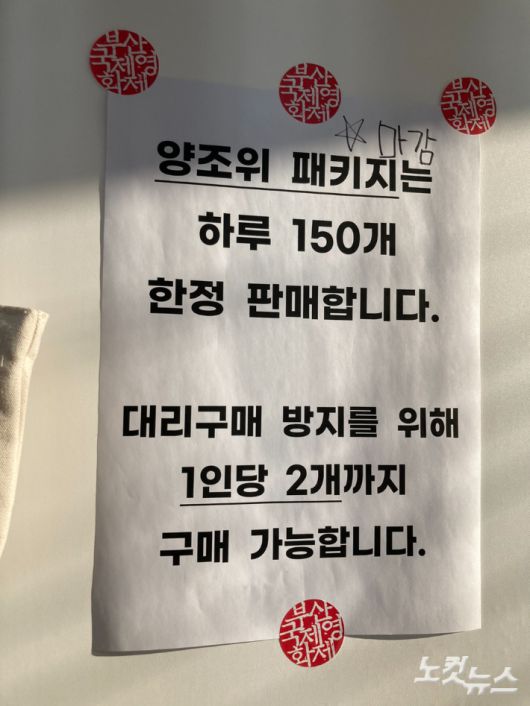 부산
국제영
화제
부산
국제영
화제
부산
국제영
화제
☆ 마감
양조위 패키지는
하루 150개
한정 판매합니다.
대리구매 방지를 위해
1인당 2개까지
구매 가능합니다.
부산
국제영
화제
노컷뉴스